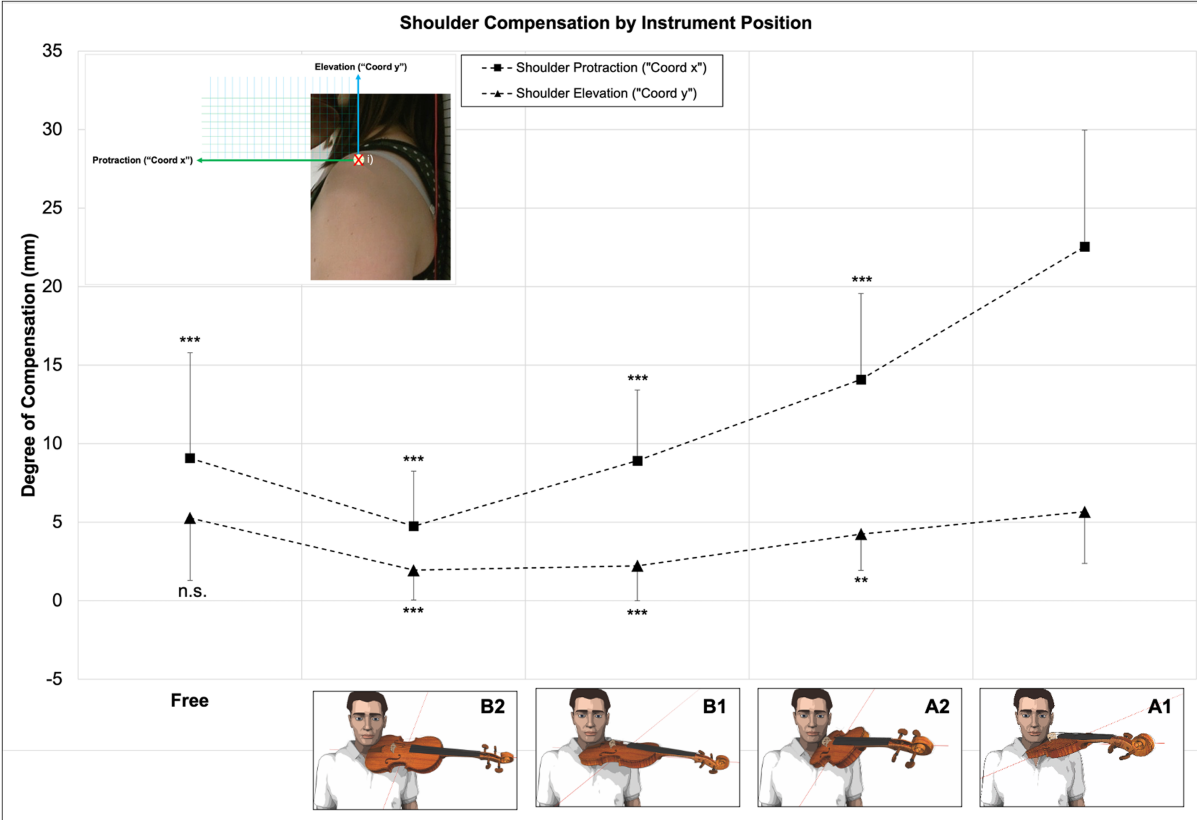 Shoulder Compensation by Instrument Position
Degree of Compensation (mm)
35
30
25
20
15
10
5
0
-5
Elevation (“Coord y”)
Protraction (“Coord x”)
i)
Shoulder Protraction ("Coord x")
Shoulder Elevation ("Coord y")
***
***
***
***
n.s.
***
***
**
Free
B2
B1
A2
A1